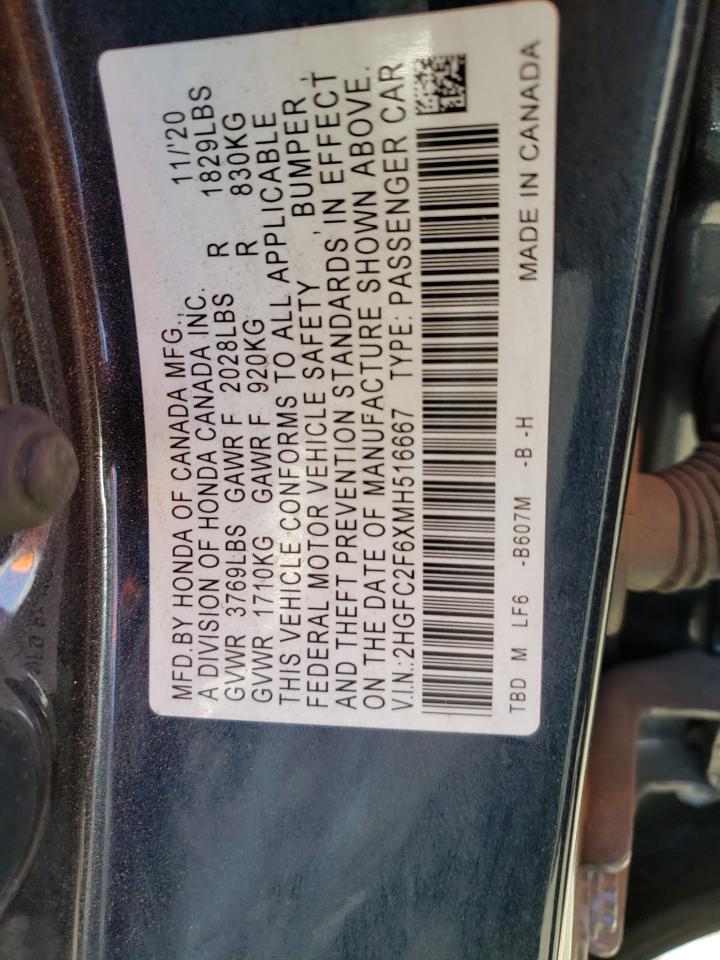 MFD. BY HONDA OF CANADA MFG., 11/'20
A DIVISION OF HONDA CANADA INC.
GVWR 3769LBS GAWR F 2028LBS R 1829LBS
GVWR 1710KG GAWR F 920KG R 830KG
THIS VEHICLE CONFORMS TO ALL APPLICABLE
FEDERAL MOTOR VEHICLE SAFETY, BUMPER,
AND THEFT PREVENTION STANDARDS IN EFFECT
ON THE DATE OF MANUFACTURE SHOWN ABOVE.
V.I.N.: 2HGFC2F6XMH516667 TYPE: PASSENGER CAR
TBD M LF6 -B607M -B -H MADE IN CANADA